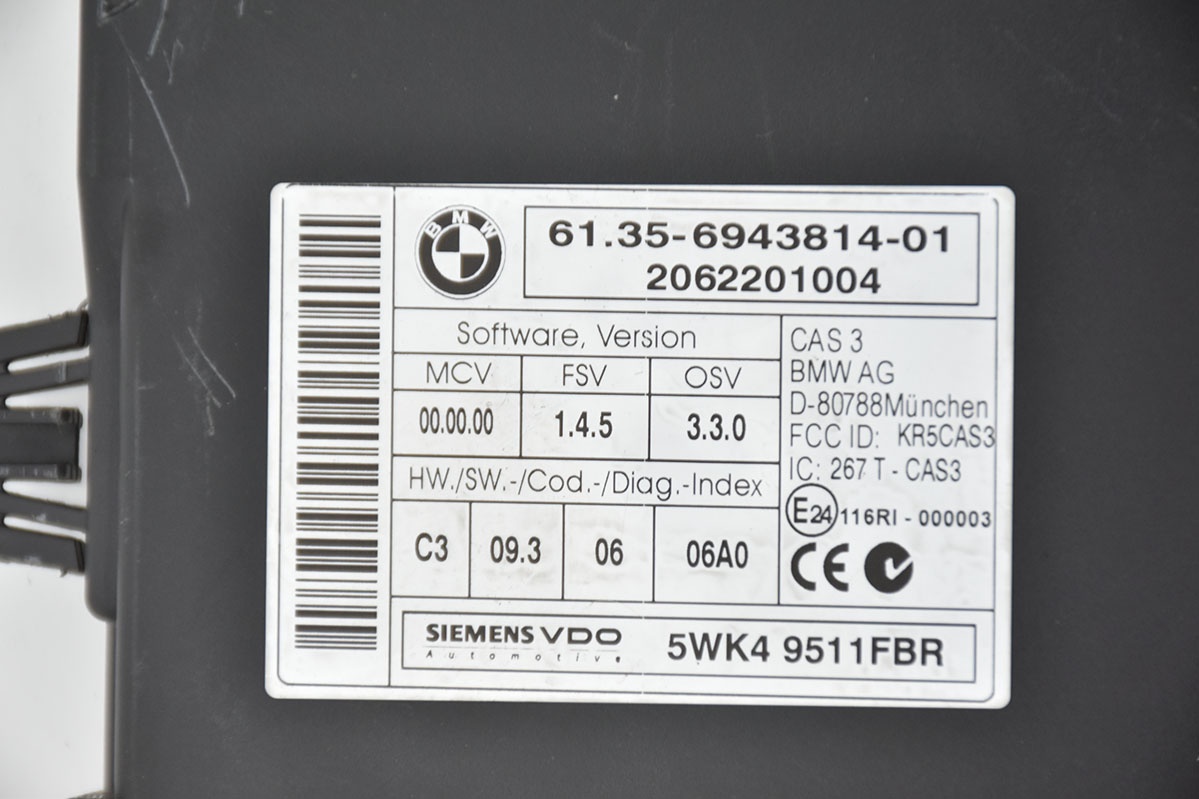 BMW
61.35-6943814-01
2062201004
Software, Version
MCV FSV OSV
00.00.00 1.4.5 3.3.0
HW./SW.-/Cod.-/Diag.-Index
C3 09.3 06 06A0
CAS 3
BMW AG
D-80788München
FCC ID: KR5CAS3
IC: 267 T - CAS3
E24 116RI - 000003
CE
SIEMENS VDO
Automotive
5WK4 9511FBR